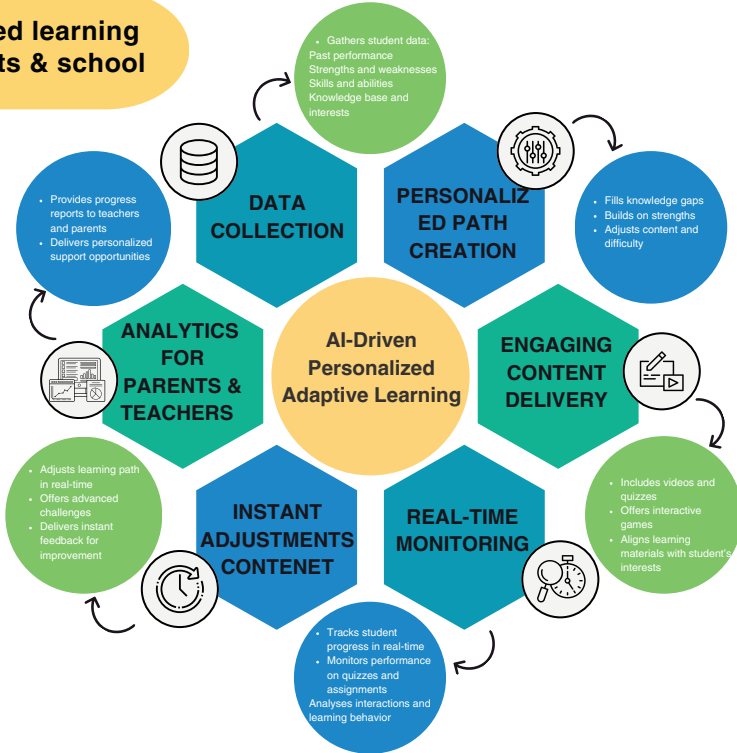 ed learning
ts & school
• Gathers student data:
Past performance
Strengths and weaknesses
Skills and abilities
Knowledge base and
interests
DATA
COLLECTION
PERSONALIZ
ED PATH
CREATION
• Fills knowledge gaps
• Builds on strengths
• Adjusts content and
difficulty
• Provides progress
reports to teachers
and parents
• Delivers personalized
support opportunities
ANALYTICS
FOR
PARENTS &
TEACHERS
AI-Driven
Personalized
Adaptive Learning
ENGAGING
CONTENT
DELIVERY
• Adjusts learning path
in real-time
• Offers advanced
challenges
• Delivers instant
feedback for
improvement
INSTANT
ADJUSTMENTS
CONTENET
REAL-TIME
MONITORING
• Includes videos and
quizzes
• Offers interactive
games
• Aligns learning
materials with student's
interests
• Tracks student
progress in real-time
• Monitors performance
on quizzes and
assignments
Analyses interactions and
learning behavior